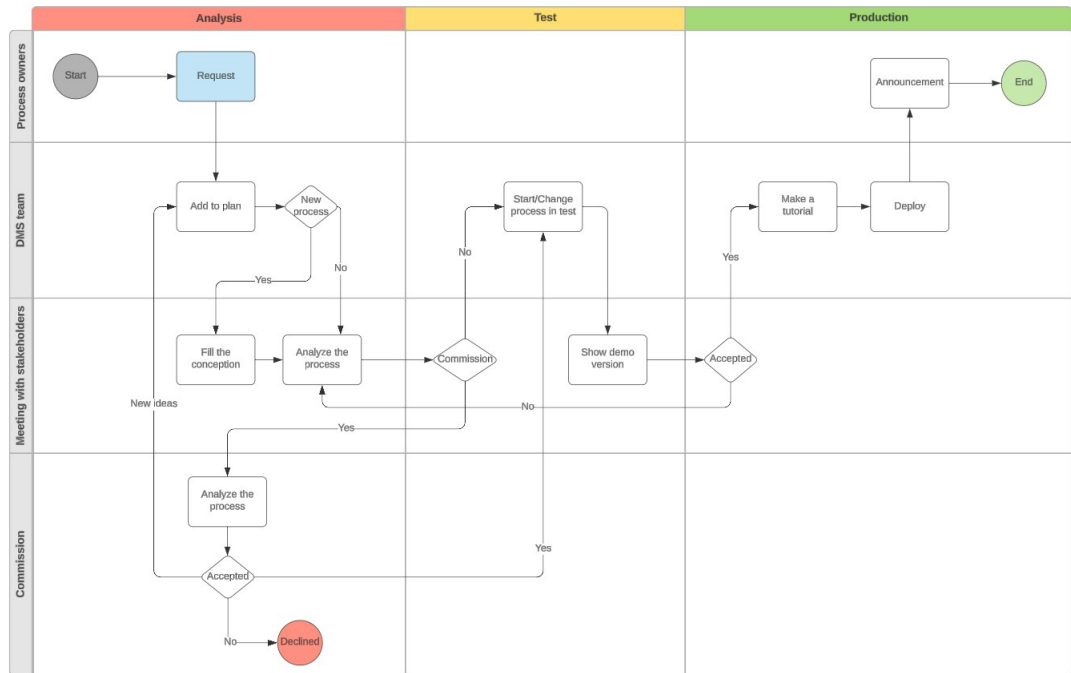 Analysis
Test
Production
Process owners
Start
Request
Announcement
End
DMS team
Add to plan
New
process
Start/Change
process in test
Make a
tutorial
Deploy
No
Yes
No
Yes
Meeting with stakeholders
Fill the
conception
Analyze the
process
Commission
Show demo
version
Accepted
New ideas
No
Yes
Commission
Analyze the
process
Accepted
Yes
No
Declined